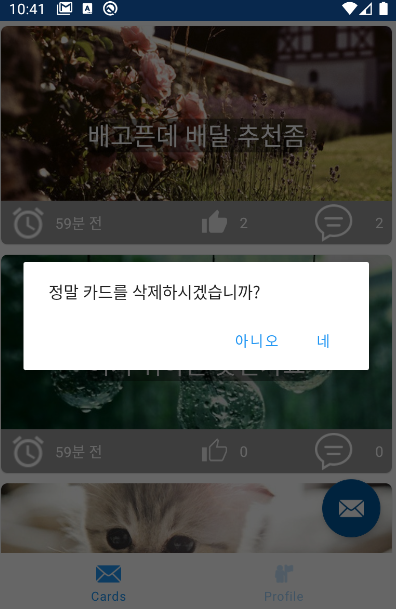 10:41
배고픈데 배달 추천좀
59분 전
2
2
정말 카드를 삭제하시겠습니까?
아니오
네
59분 전
0
0
Cards
Profile